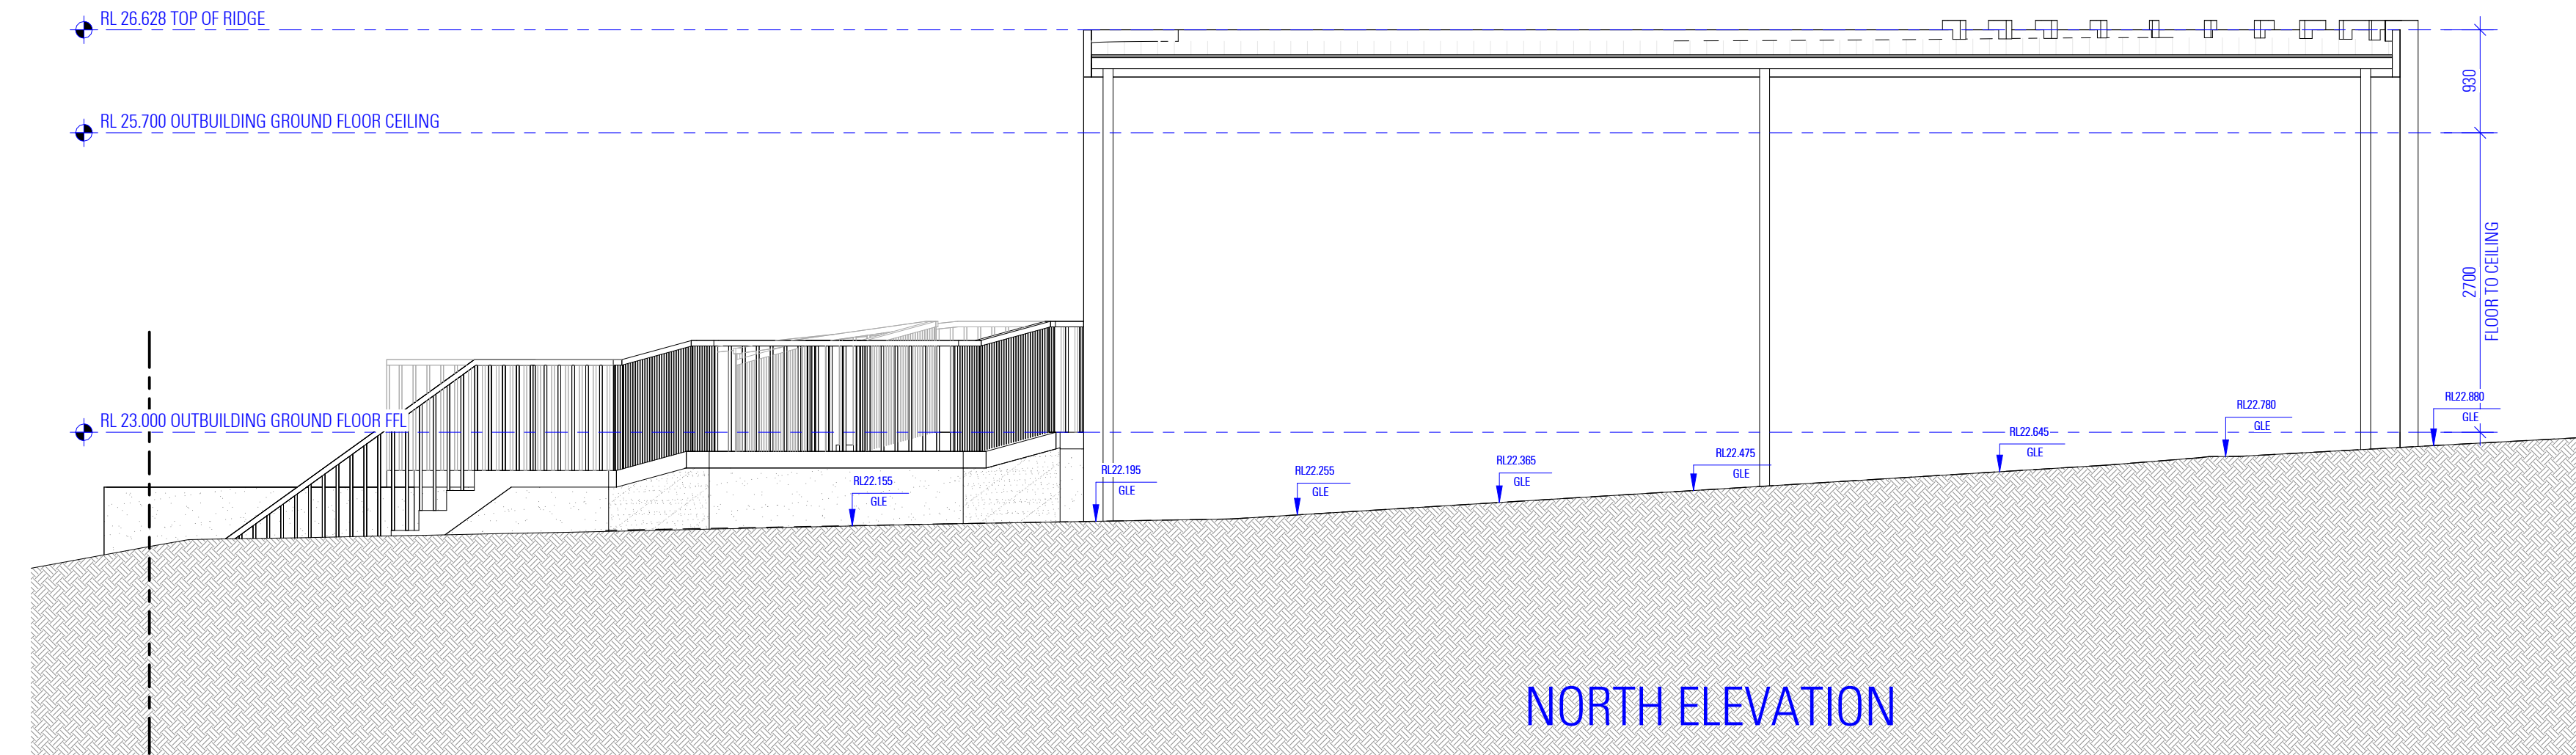 RL 26.628 TOP OF RIDGE
930
RL 25.700 OUTBUILDING GROUND FLOOR CEILING
2700
FLOOR TO CEILING
RL 23.000 OUTBUILDING GROUND FLOOR FFL
RL22.155
GLE
RL22.195
GLE
RL22.255
GLE
RL22.365
GLE
RL22.475
GLE
RL22.645
GLE
RL22.780
GLE
RL22.880
GLE
NORTH ELEVATION